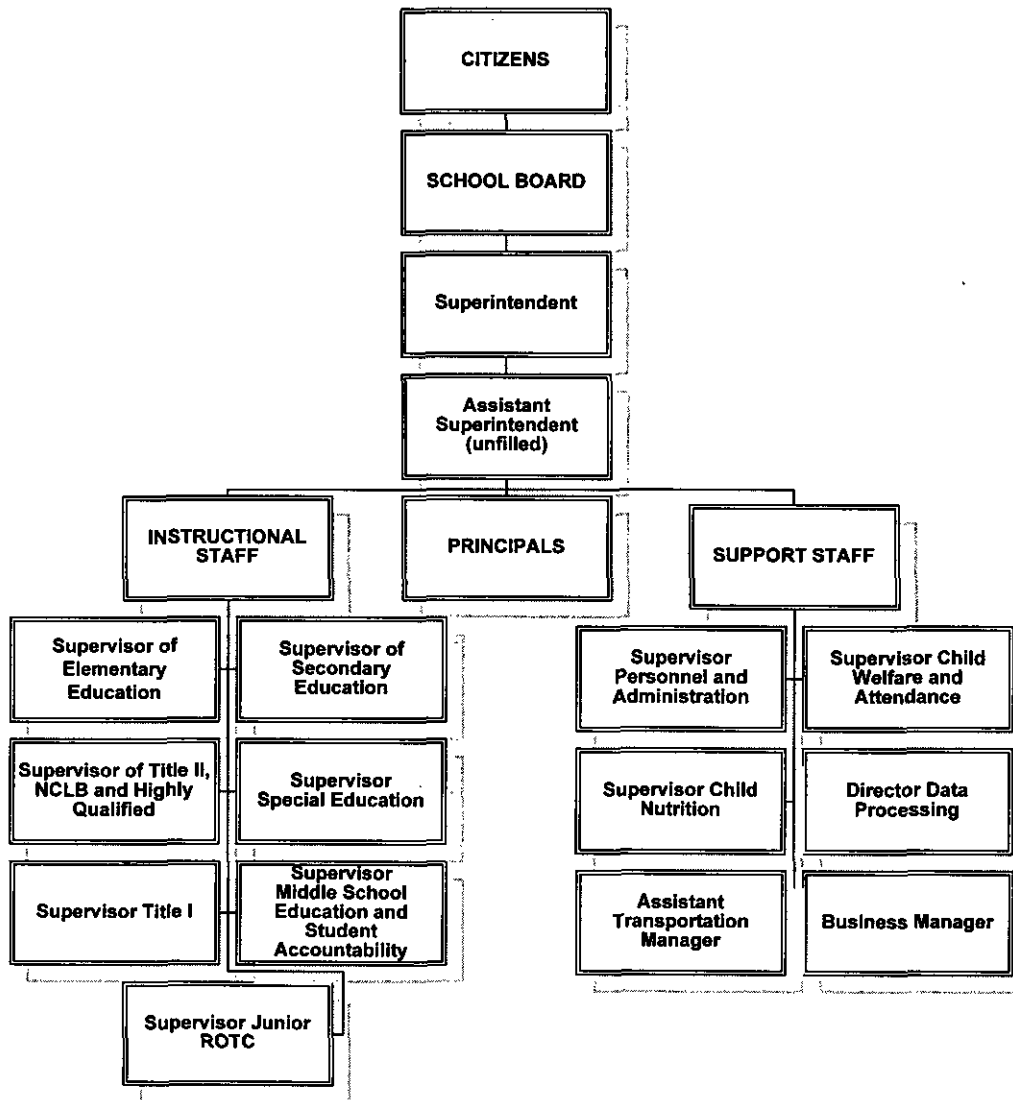 CITIZENS
SCHOOL BOARD
Superintendent
Assistant
Superintendent
(unfilled)
INSTRUCTIONAL
STAFF
PRINCIPALS
SUPPORT STAFF
Supervisor of
Elementary
Education
Supervisor of
Secondary
Education
Supervisor
Personnel and
Administration
Supervisor Child
Welfare and
Attendance
Supervisor of Title II,
NCLB and Highly
Qualified
Supervisor
Special Education
Supervisor Child
Nutrition
Director Data
Processing
Supervisor Title I
Supervisor
Middle School
Education and
Student
Accountability
Assistant
Transportation
Manager
Business Manager
Supervisor Junior
ROTC